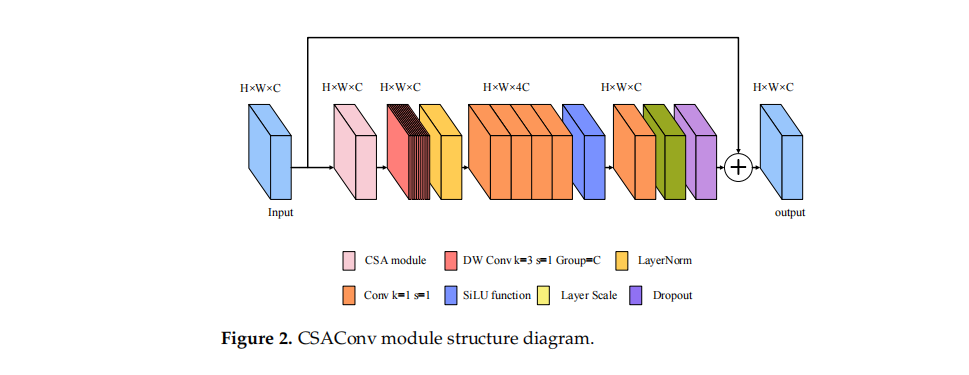 H×W×C H×W×C H×W×C H×W×4C H×W×C H×W×C
+
Input output
CSA module DW Conv k=3 s=1 Group=C LayerNorm
Conv k=1 s=1 SiLU function Layer Scale Dropout
Figure 2. CSAConv module structure diagram.